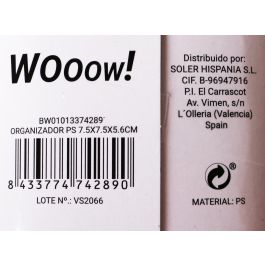 WOOow!
BW01013374289
ORGANIZADOR PS 7.5X7.5X5.6CM
8 433774 742890
LOTE Nº.: VS2066
Distribuido por:
SOLER HISPANIA S.L.
CIF. B-96947916
P.I. El Carrascot
Av. Vimen, s/n
L´Olleria (Valencia)
Spain
MATERIAL: PS